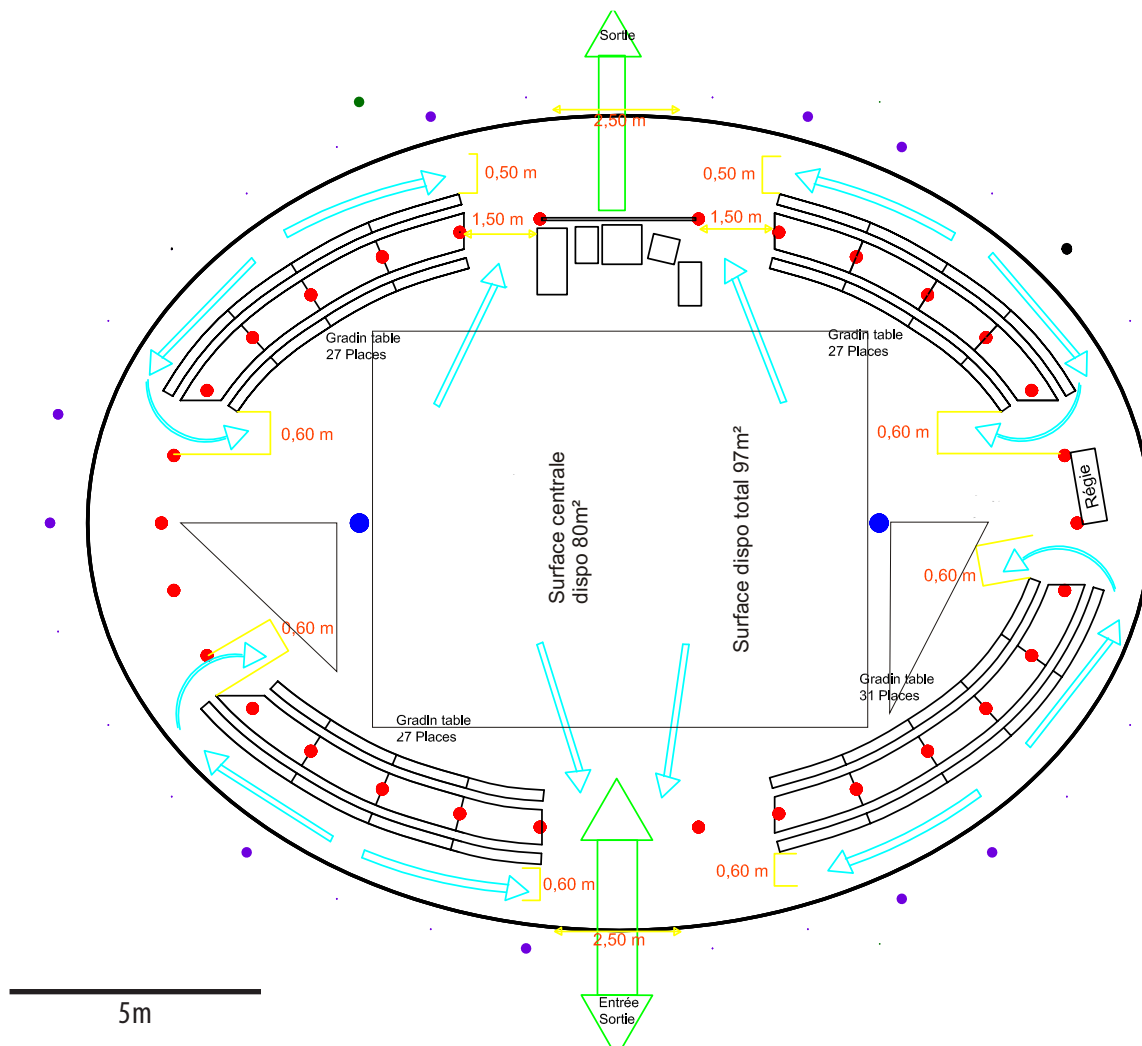 Sortie
2,50 m
0,50 m
0,50 m
1,50 m
1,50 m
Gradin table
27 Places
Gradin table
27 Places
0,60 m
0,60 m
Régie
Surface centrale
dispo 80m²
Surface dispo total 97m²
0,60 m
0,60 m
Gradin table
31 Places
Gradin table
27 Places
0,60 m
0,60 m
2,50 m
Entrée
Sortie
5m